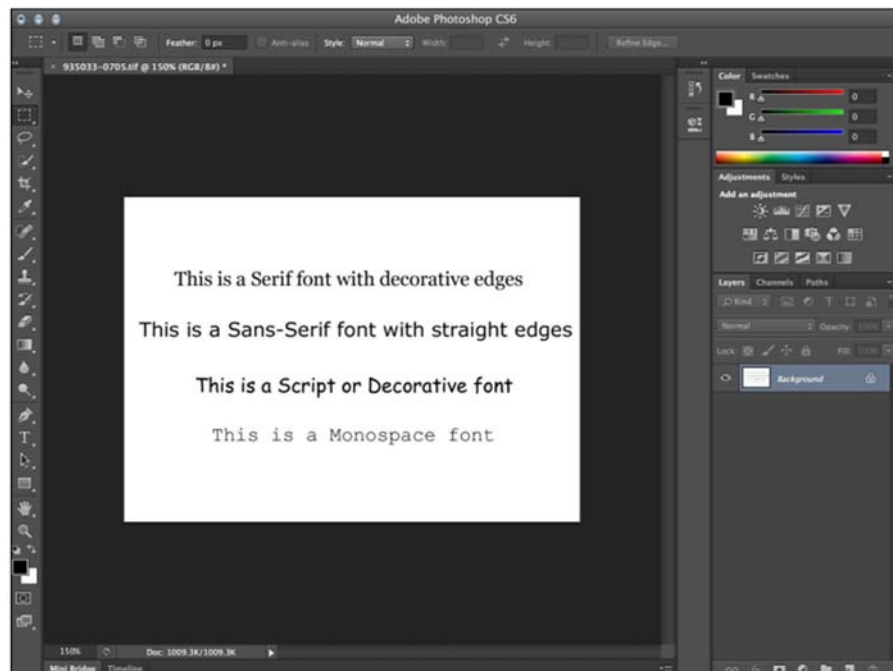 Adobe Photoshop CS6
Feather: 0 px Anti-alias Style: Normal Width: Height: Refine Edge...
× 935033-0705.tif @ 150% (RGB/8#) *
Color Swatches
R 0
G 0
B 0
Adjustments Styles
Add an adjustment
This is a Serif font with decorative edges
This is a Sans-Serif font with straight edges
This is a Script or Decorative font
This is a Monospace font
Layers Channels Paths
Kind
Normal Opacity: 100%
Lock: Fill: 100%
Background
150% Doc: 1009.3K/1009.3K
Mini Bridge Timeline